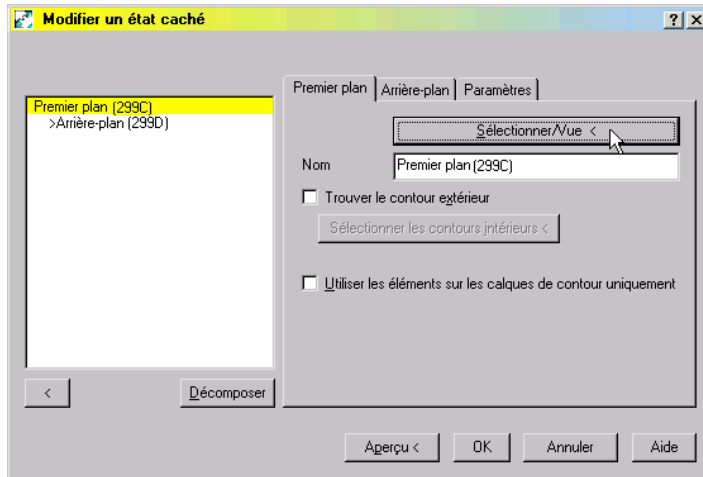 Modifier un état caché
Premier plan (299C)
>Arrière-plan (299D)
Premier plan
Arrière-plan
Paramètres
Sélectionner/Vue <
Nom
Premier plan (299C)
Trouver le contour extérieur
Sélectionner les contours intérieurs <
Utiliser les éléments sur les calques de contour uniquement
<
Décomposer
Aperçu <
OK
Annuler
Aide